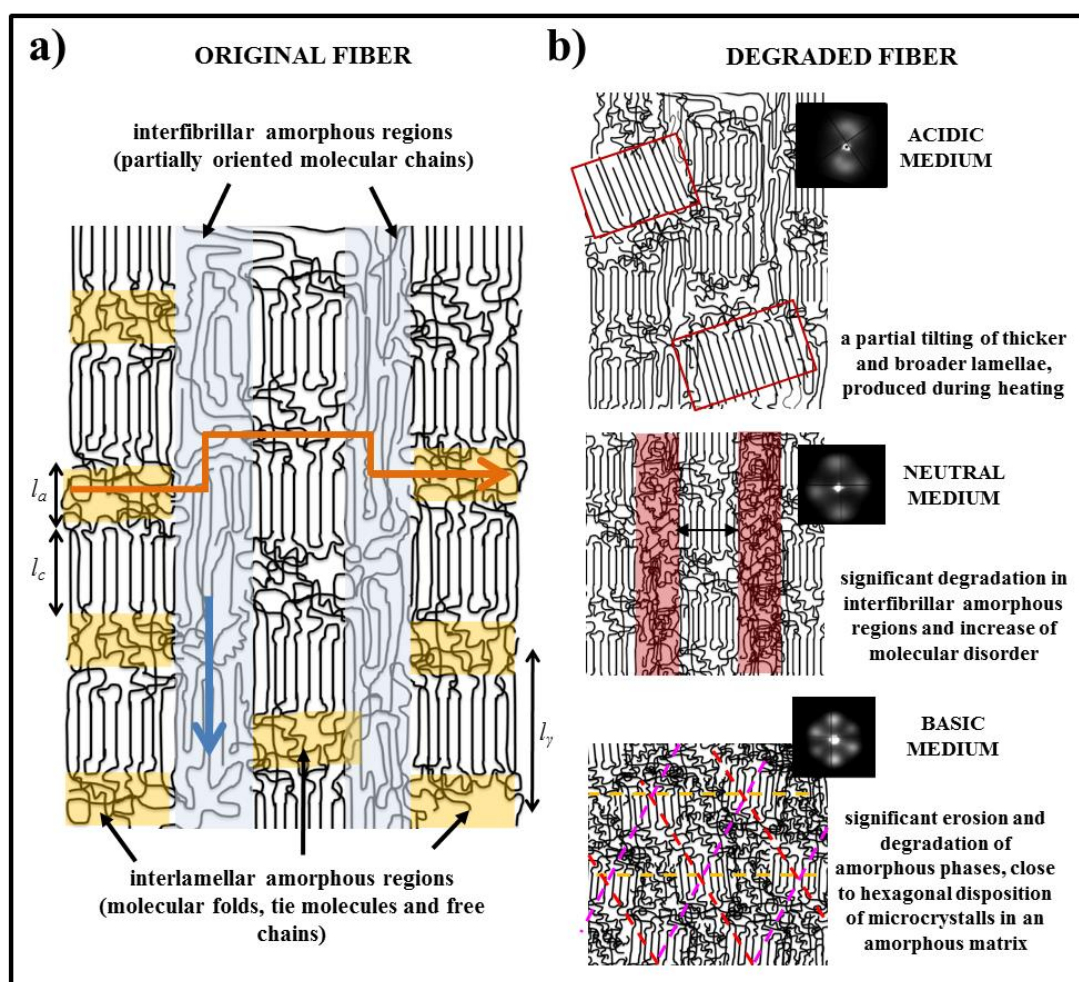 a)
ORIGINAL FIBER
interfibrillar amorphous regions
(partially oriented molecular chains)
lₐ
l꜀
lᵧ
interlamellar amorphous regions
(molecular folds, tie molecules and free
chains)
b)
DEGRADED FIBER
ACIDIC
MEDIUM
a partial tilting of thicker
and broader lamellae,
produced during heating
NEUTRAL
MEDIUM
significant degradation in
interfibrillar amorphous
regions and increase of
molecular disorder
BASIC
MEDIUM
significant erosion and
degradation of
amorphous phases, close
to hexagonal disposition
of microcrystalls in an
amorphous matrix